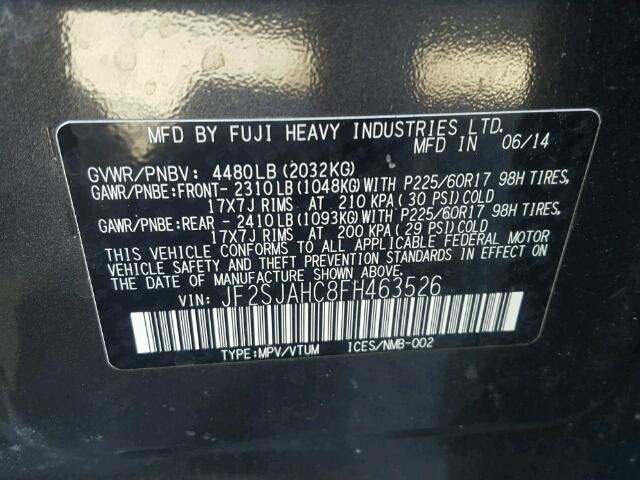 MFD BY FUJI HEAVY INDUSTRIES LTD.
MFD IN 06/14
GVWR/PNBV: 4480LB(2032KG)
GAWR/PNBE:FRONT- 2310LB(1048KG)WITH P225/60R17 98H TIRES,
17X7J RIMS AT 210 KPA(30 PSI)COLD
GAWR/PNBE:REAR - 2410LB(1093KG)WITH P225/60R17 98H TIRES,
17X7J RIMS AT 200 KPA(29 PSI)COLD
THIS VEHICLE CONFORMS TO ALL APPLICABLE FEDERAL MOTOR
VEHICLE SAFETY AND THEFT PREVENTION STANDARDS IN EFFECT ON
THE DATE OF MANUFACTURE SHOWN ABOVE.
VIN: JF2SJAHC8FH463526
TYPE:MPV/VTUM ICES/NMB-002